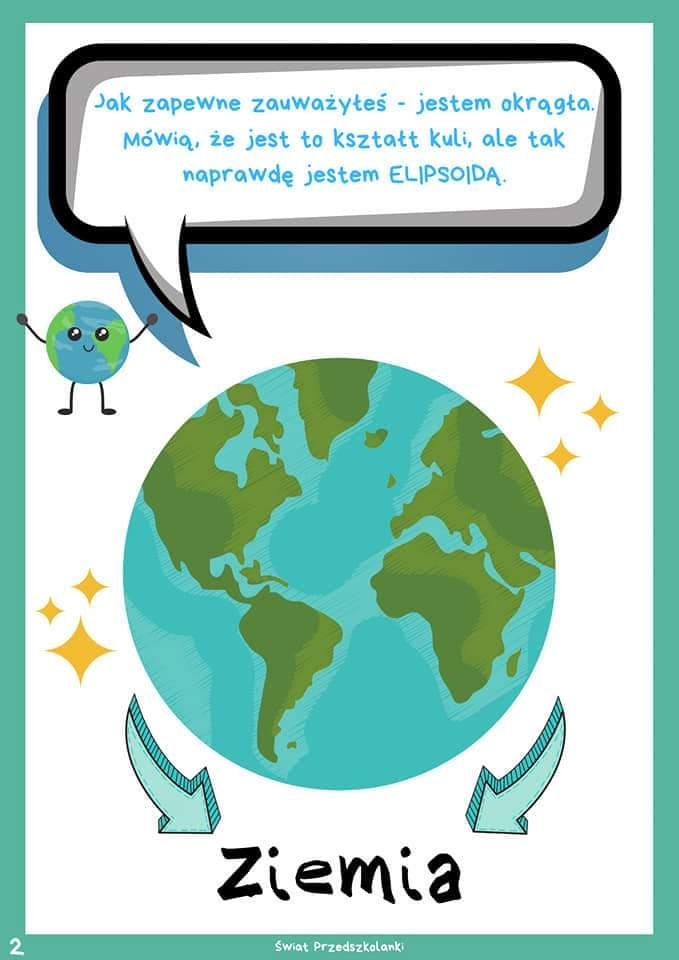 Jak zapewne zauważyłeś - jestem okrągła.
Mówią, że jest to kształt kuli, ale tak
naprawdę jestem ELIPSOIDĄ.
Ziemia
2
Świat Przedszkolanki